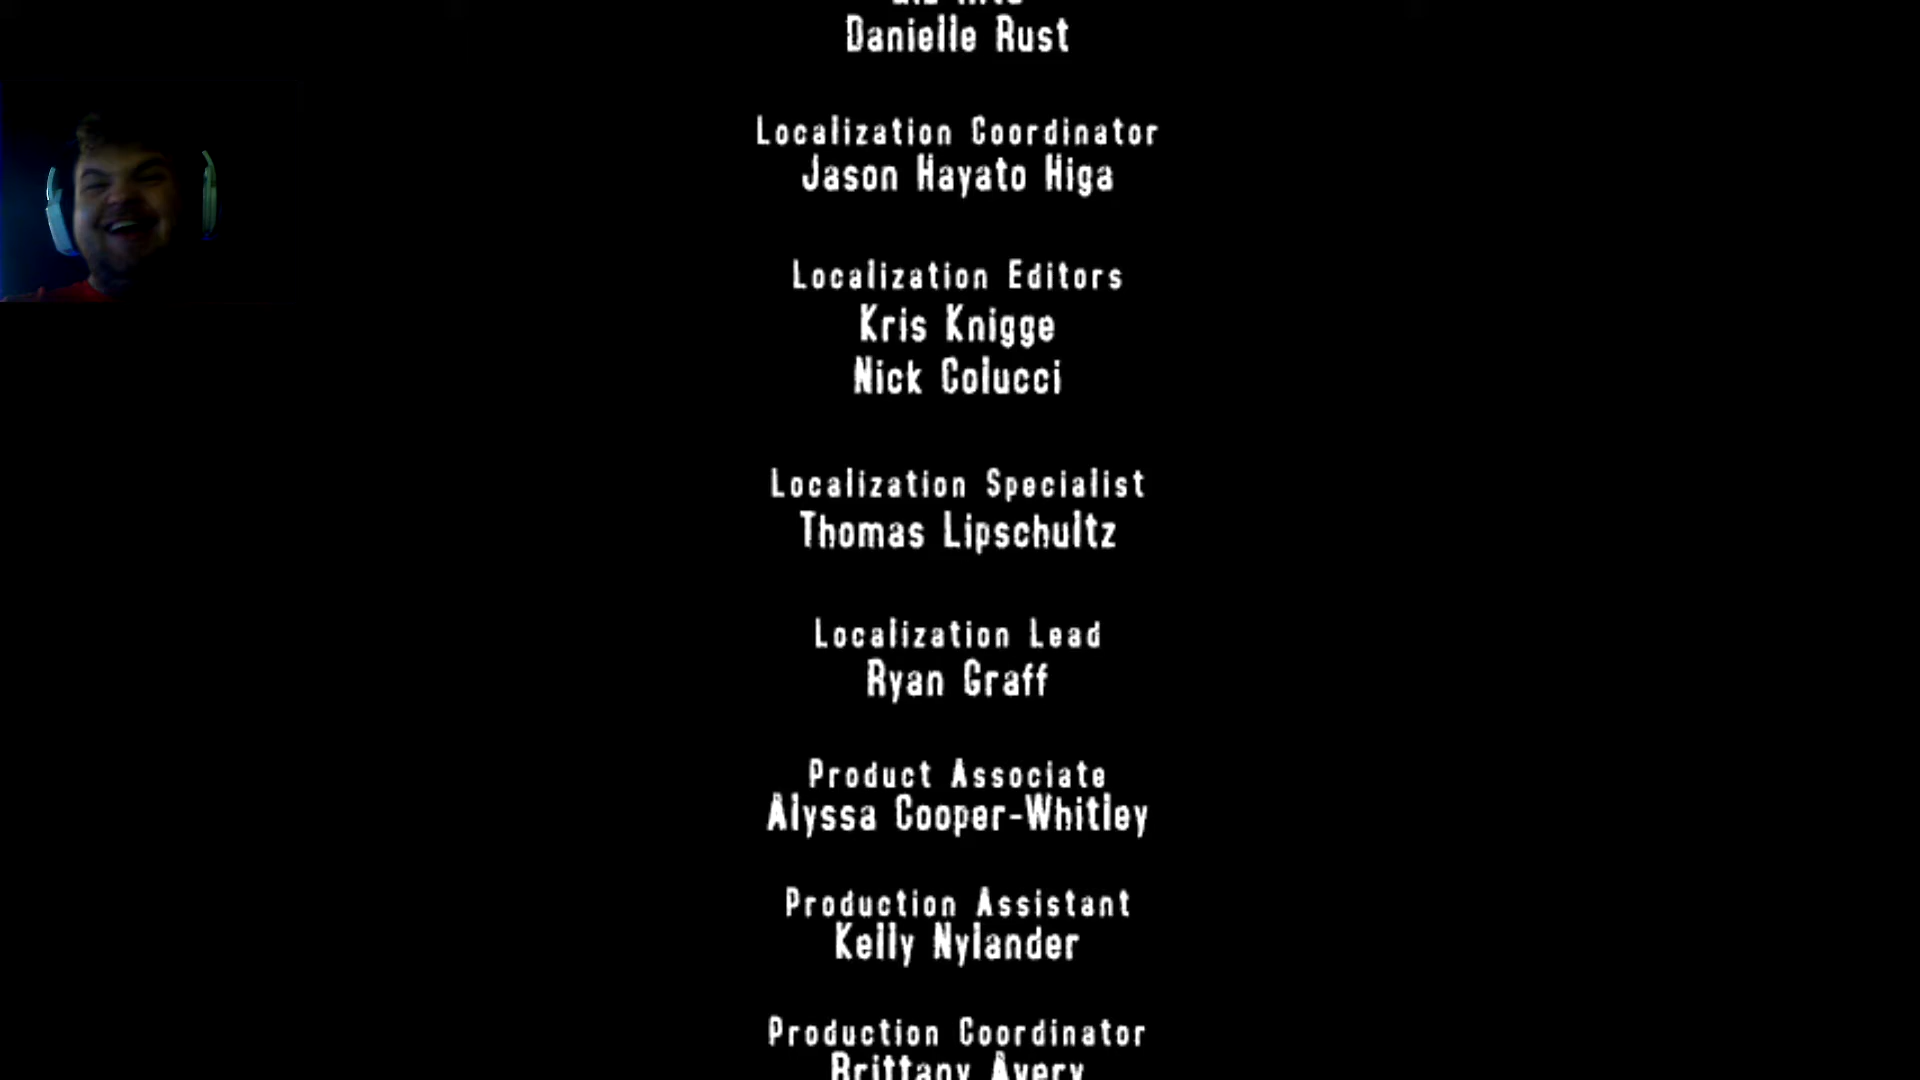 Danielle Rust
Localization Coordinator
Jason Hayato Higa
Localization Editors
Kris Knigge
Nick Colucci
Localization Specialist
Thomas Lipschultz
Localization Lead
Ryan Graff
Product Associate
Alyssa Cooper-Whitley
Production Assistant
Kelly Nylander
Production Coordinator
Brittany Avery